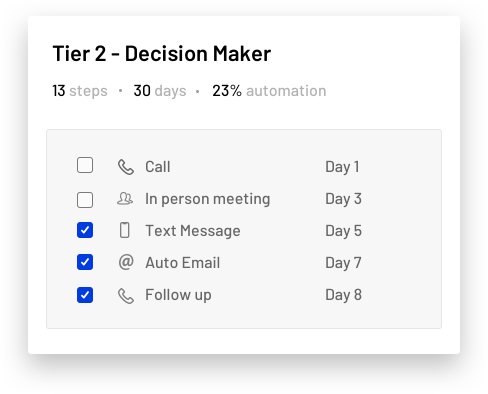 Tier 2 - Decision Maker
13 steps • 30 days • 23% automation
Call Day 1
In person meeting Day 3
Text Message Day 5
@ Auto Email Day 7
Follow up Day 8